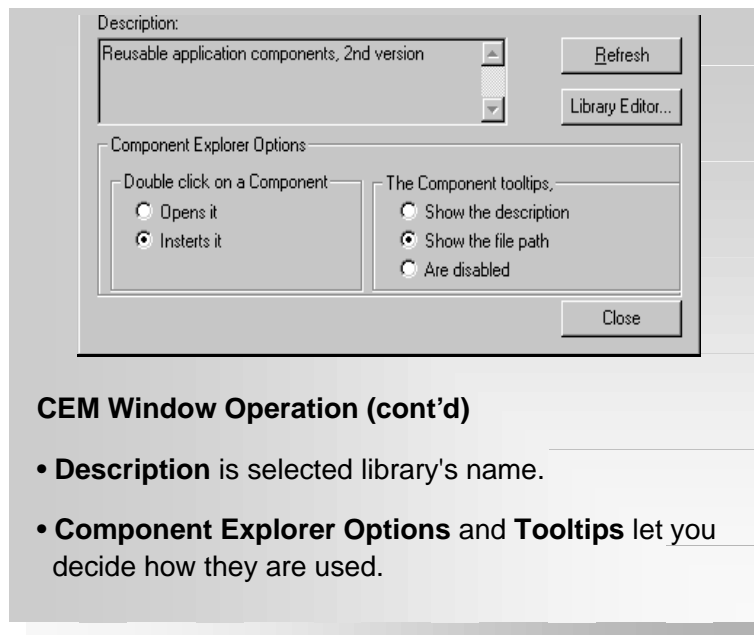 Description:
Reusable application components, 2nd version
Refresh
Library Editor...
Component Explorer Options
Double click on a Component
Opens it
Insterts it
The Component tooltips,
Show the description
Show the file path
Are disabled
Close
CEM Window Operation (cont’d)
• Description is selected library's name.
• Component Explorer Options and Tooltips let you
decide how they are used.